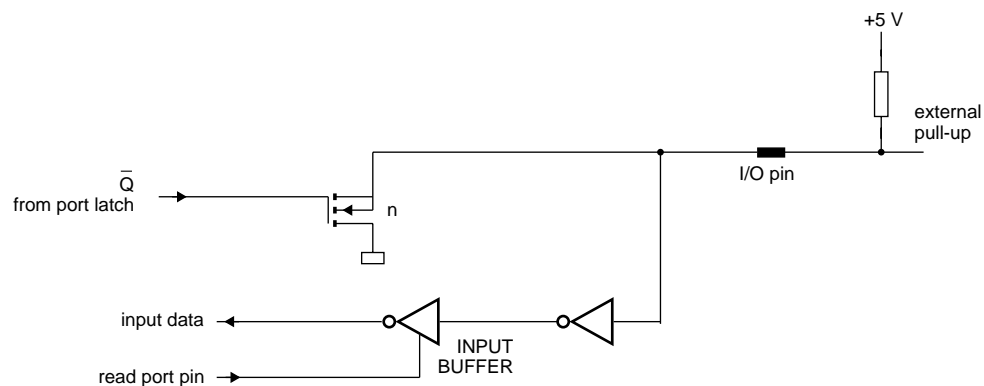 +5 V
external
pull-up
I/O pin
Q̅
from port latch
n
input data
INPUT
BUFFER
read port pin